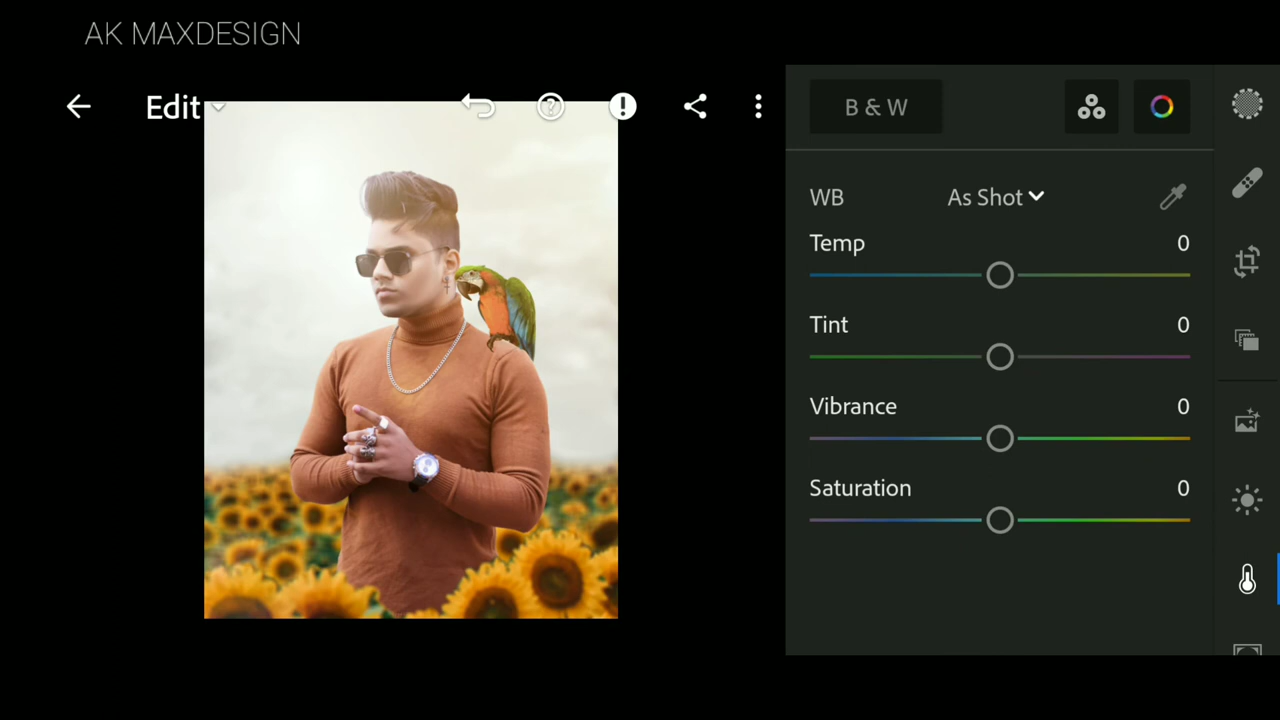 AK MAXDESIGN
Edit
B & W
WB As Shot
Temp 0
Tint 0
Vibrance 0
Saturation 0